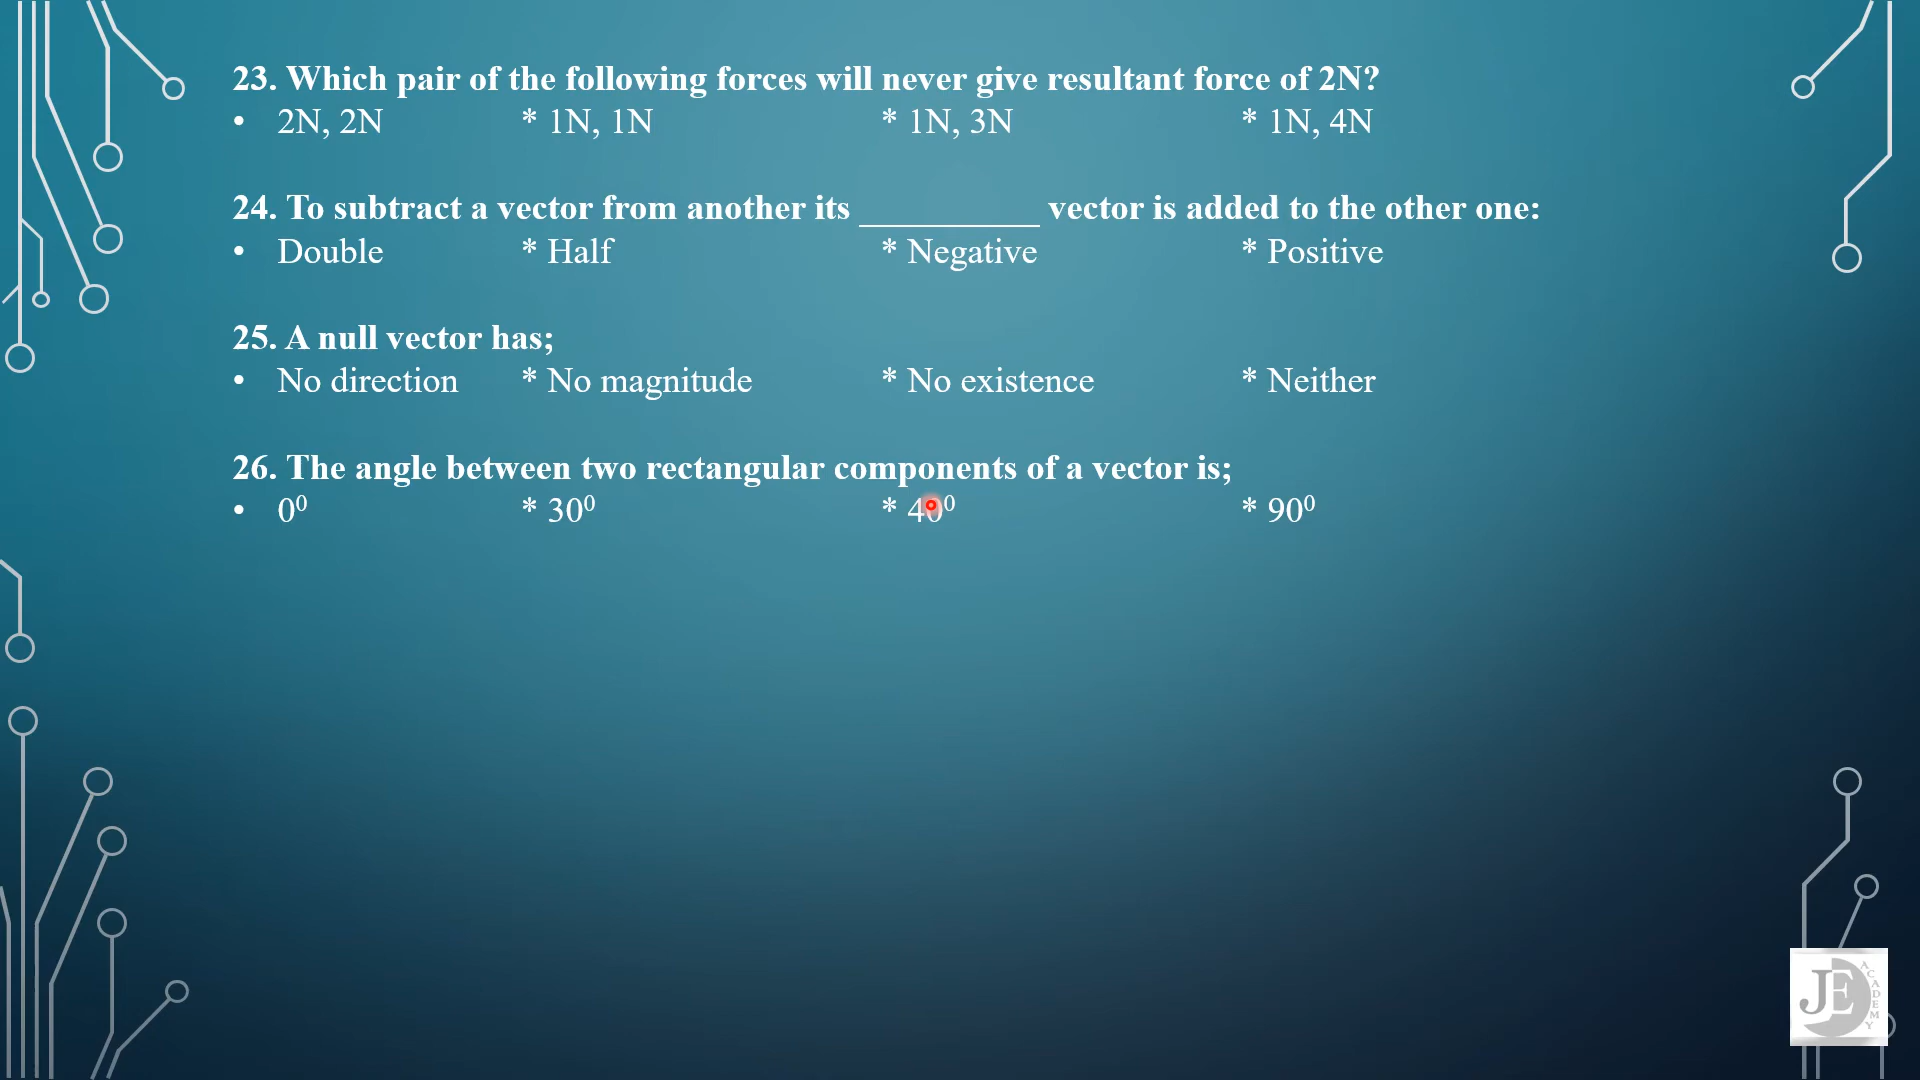 23. Which pair of the following forces will never give resultant force of 2N?
• 2N, 2N * 1N, 1N * 1N, 3N * 1N, 4N
24. To subtract a vector from another its __________ vector is added to the other one:
• Double * Half * Negative * Positive
25. A null vector has;
• No direction * No magnitude * No existence * Neither
26. The angle between two rectangular components of a vector is;
• 0⁰ * 30⁰ * 40⁰ * 90⁰
JE
ACADEMY